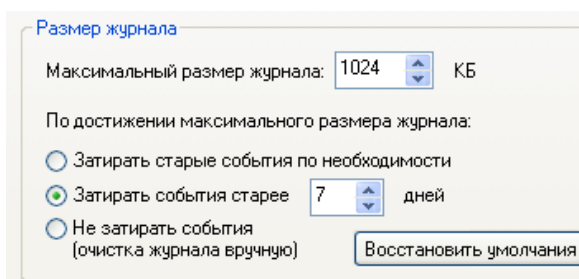 Размер журнала
Максимальный размер журнала: 1024 КБ
По достижении максимального размера журнала:
Затирать старые события по необходимости
Затирать события старее 7 дней
Не затирать события
(очистка журнала вручную) Восстановить умолчания